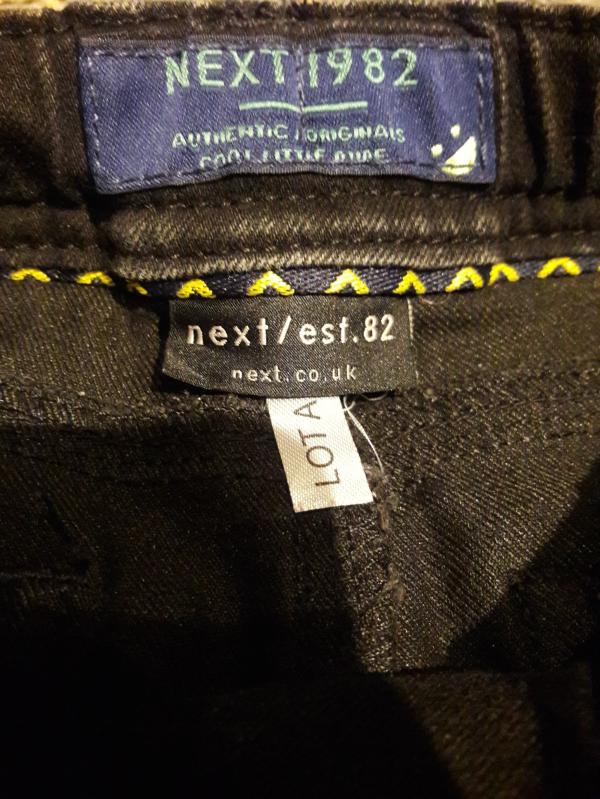 NEXT 1982
AUTHENTIC ORIGINALS
COOL LITTLE DUDE
next/est.82
next.co.uk
LOT A